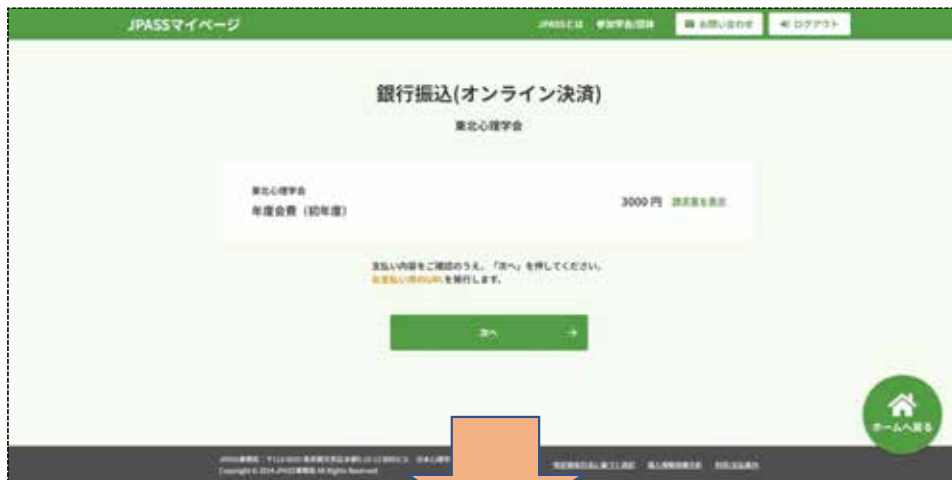 JPASSマイページ
JPASSとは 参加学会/団体 お問い合わせ ログアウト
銀行振込(オンライン決済)
東北心理学会
東北心理学会
年度会費（初年度）
3000 円 請求書を表示
支払い内容をご確認のうえ、「次へ」を押してください。
お支払い用のURLを発行します。
次へ
ホームへ戻る
Copyright © 2024 JPASS事務局 All Rights Reserved.